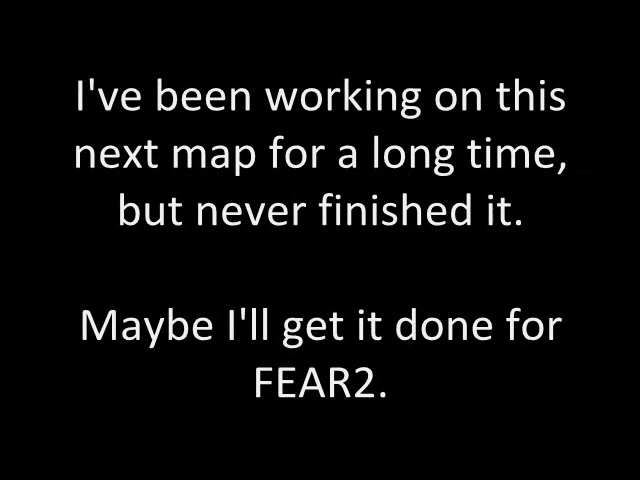 I've been working on this
next map for a long time,
but never finished it.
Maybe I'll get it done for
FEAR2.